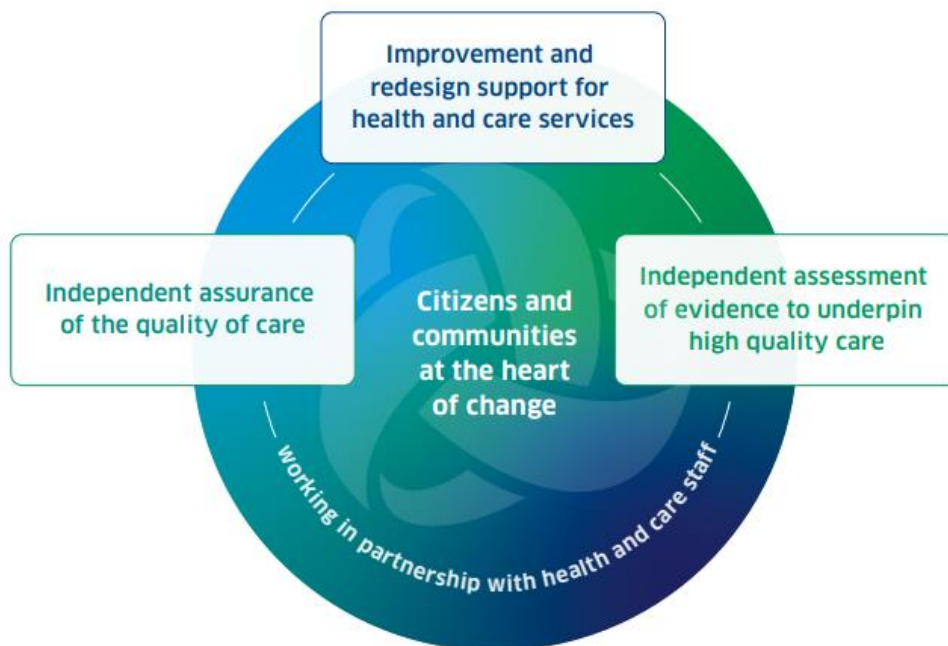 Improvement and
redesign support for
health and care services
Independent assurance
of the quality of care
Citizens and
communities
at the heart
of change
Independent assessment
of evidence to underpin
high quality care
working in partnership with health and care staff